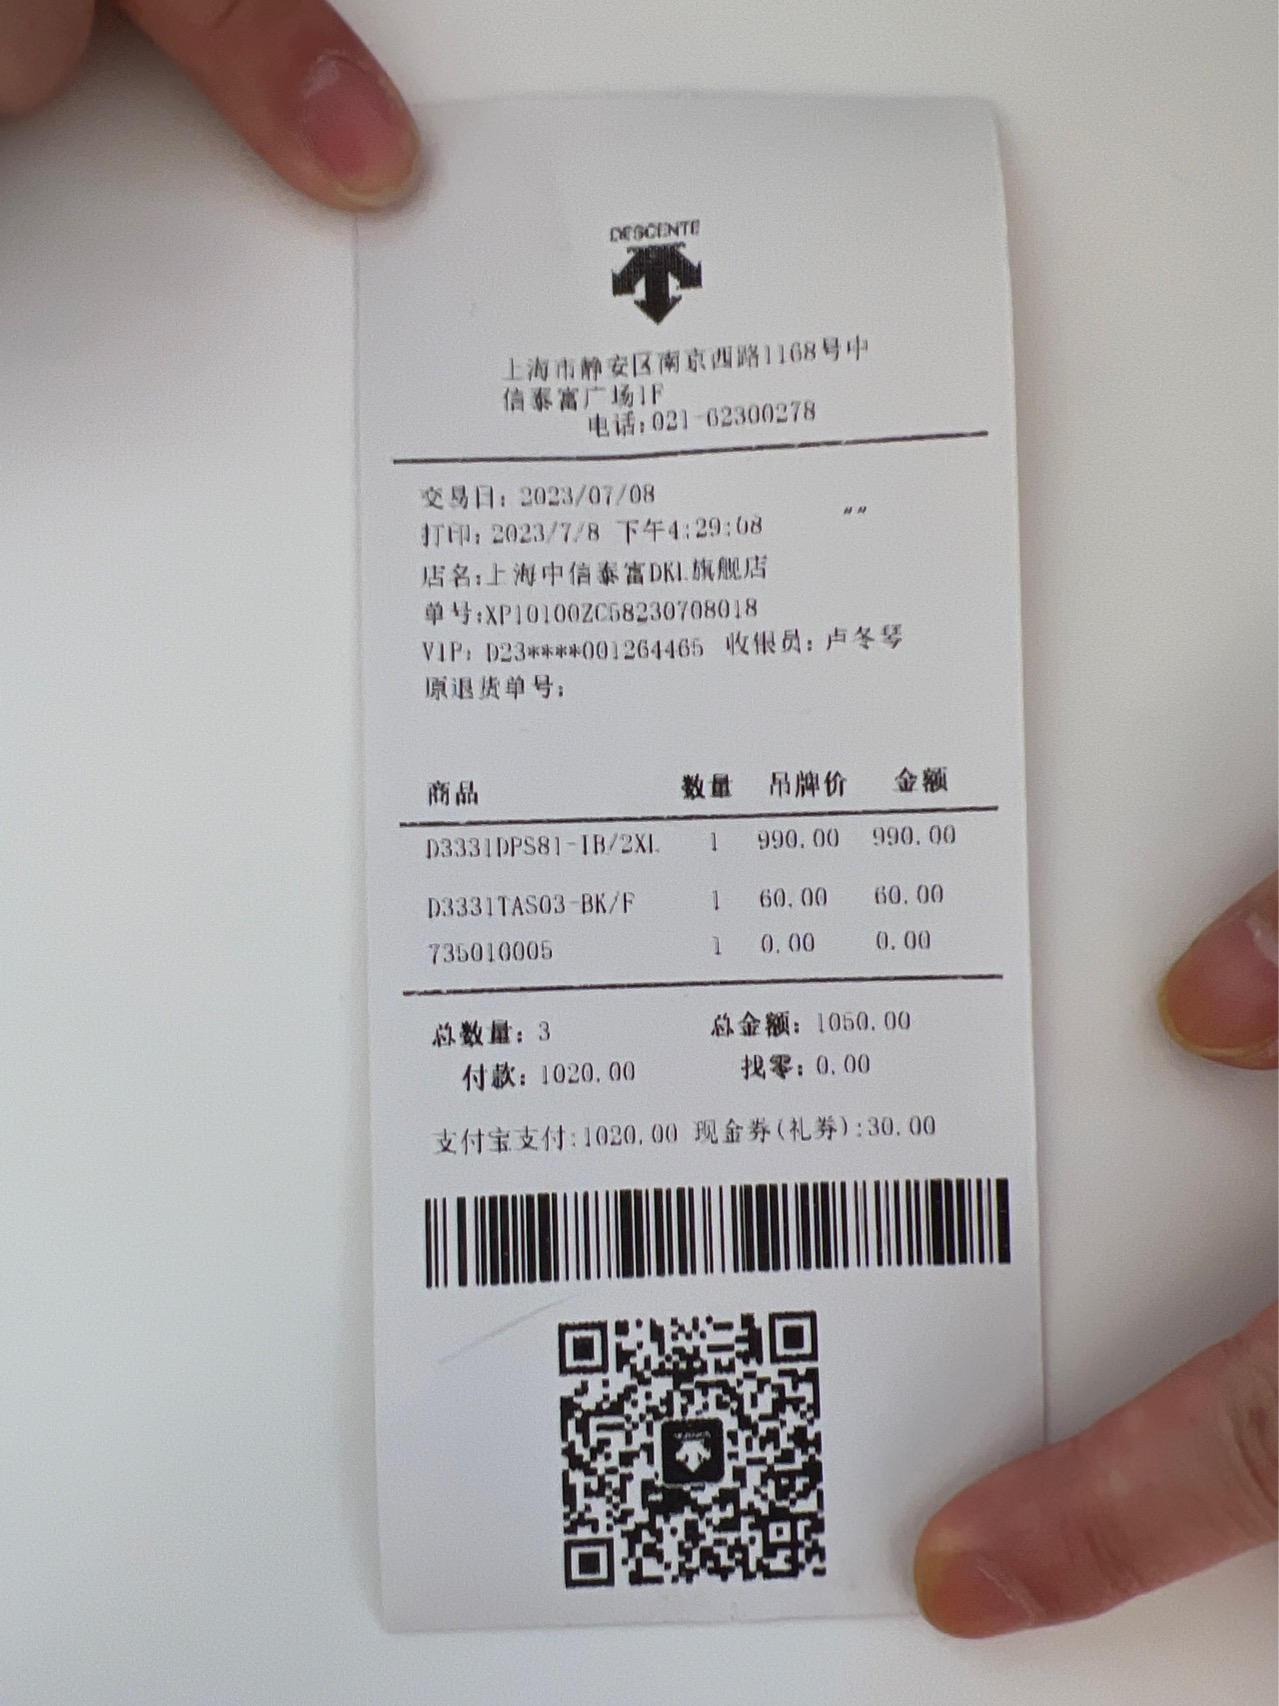 DESCENTE
上海市静安区南京西路1168号中
信泰富广场1F
电话:021-62300278
交易日: 2023/07/08
打印: 2023/7/8 下午4:29:08 ""
店名:上海中信泰富DKL旗舰店
单号:XP10100ZC58230708018
VIP: D23****001264465 收银员: 卢冬琴
原退货单号:
商品 数量 吊牌价 金额
D3331DPS81-IB/2XL 1 990.00 990.00
D3331TAS03-BK/F 1 60.00 60.00
735010005 1 0.00 0.00
总数量: 3 总金额: 1050.00
付款: 1020.00 找零: 0.00
支付宝支付:1020.00 现金券(礼券):30.00